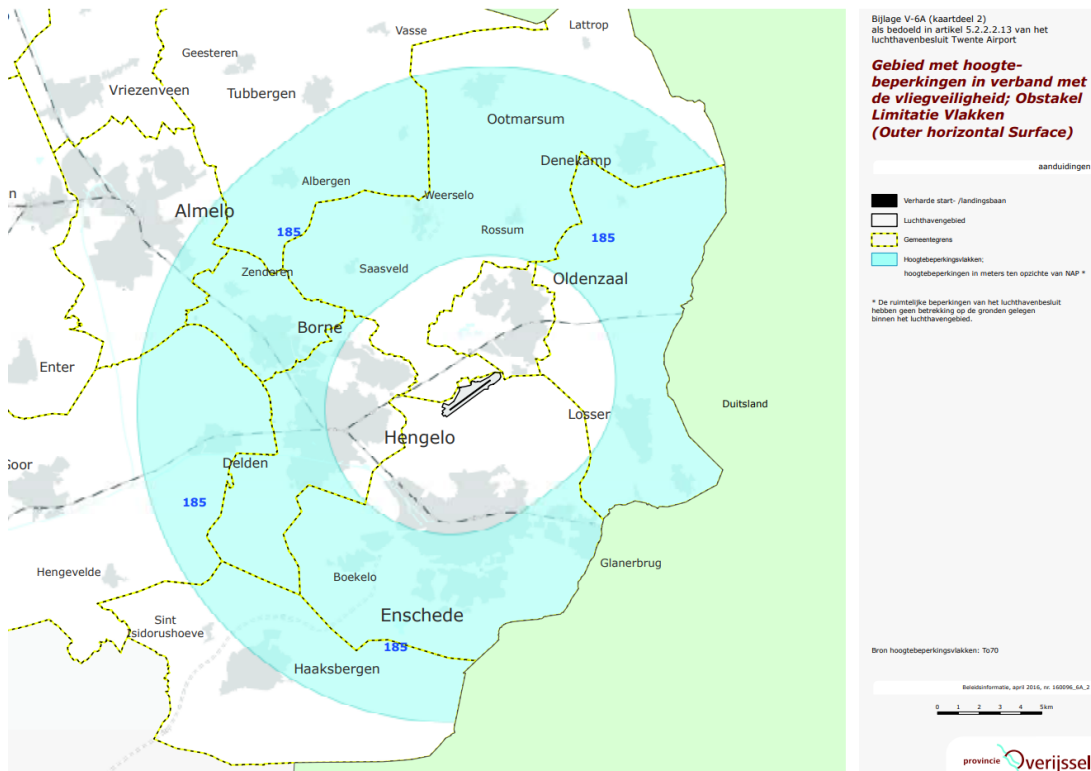 Vasse
Lattrop
Geesteren
Vriezenveen
Tubbergen
Ootmarsum
Denekamp
Albergen
Weerselo
n
Almelo
185
Rossum
185
Zenderen
Saasveld
Oldenzaal
Borne
Enter
Duitsland
Losser
Hengelo
Goor
Delden
185
Glanerbrug
Hengevelde
Boekelo
Enschede
Sint
Isidorushoeve
185
Haaksbergen
Bijlage V-6A (kaartdeel 2)
als bedoeld in artikel 5.2.2.2.13 van het
luchthavenbesluit Twente Airport
Gebied met hoogte-
beperkingen in verband met
de vliegveiligheid; Obstakel
Limitatie Vlakken
(Outer horizontal Surface)
aanduidingen
Verharde start- /landingsbaan
Luchthavengebied
Gemeentegrens
Hoogtebeperkingsvlakken;
hoogtebeperkingen in meters ten opzichte van NAP *
* De ruimtelijke beperkingen van het luchthavenbesluit
hebben geen betrekking op de gronden gelegen
binnen het luchthavengebied.
Bron hoogtebeperkingsvlakken: To70
Beleidsinformatie, april 2016, nr. 160096_6A_2
0 1 2 3 4 5km
provincie Overijssel